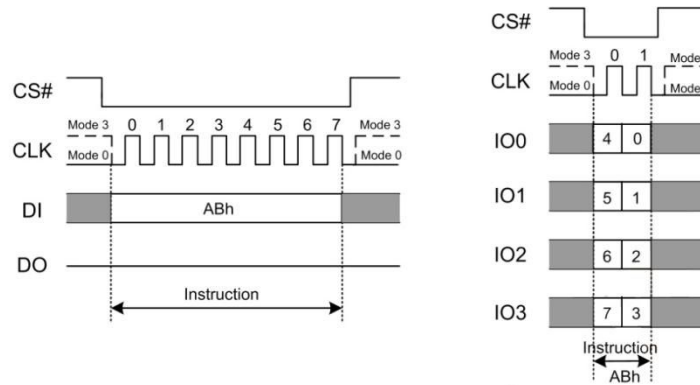 CS#
Mode 3 0 1 2 3 4 5 6 7 Mode 3
CLK Mode 0 Mode 0
DI ABh
DO
Instruction
CS#
Mode 3 0 1 Mode 3
CLK Mode 0 Mode
IO0 4 0
IO1 5 1
IO2 6 2
IO3 7 3
Instruction
ABh